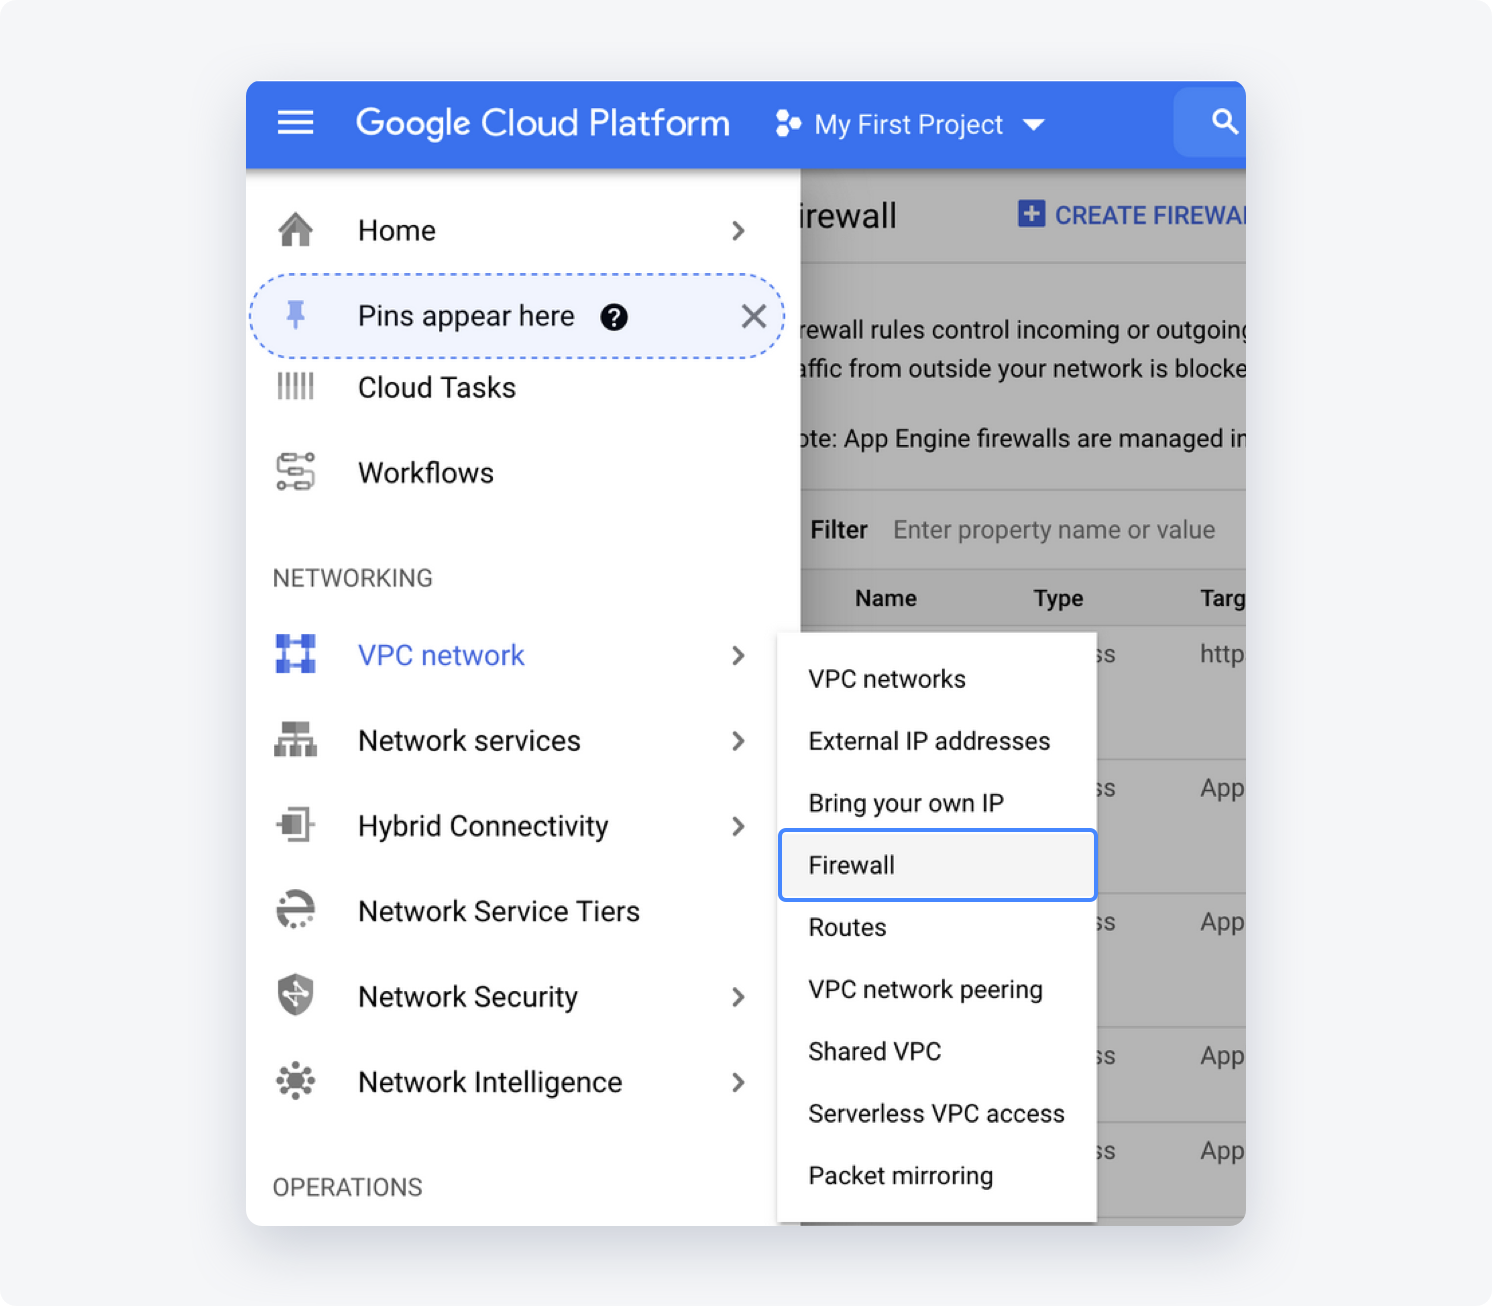 Google Cloud Platform
My First Project
Home
Pins appear here
?
Cloud Tasks
Workflows
NETWORKING
VPC network
Network services
Hybrid Connectivity
Network Service Tiers
Network Security
Network Intelligence
OPERATIONS
VPC networks
External IP addresses
Bring your own IP
Firewall
Routes
VPC network peering
Shared VPC
Serverless VPC access
Packet mirroring
irewall
CREATE FIREWA
rewall rules control incoming or outgoing
affic from outside your network is blocke
ote: App Engine firewalls are managed in
Filter Enter property name or value
Name Type Targ
ss http
ss App
ss App
ss App
ss App